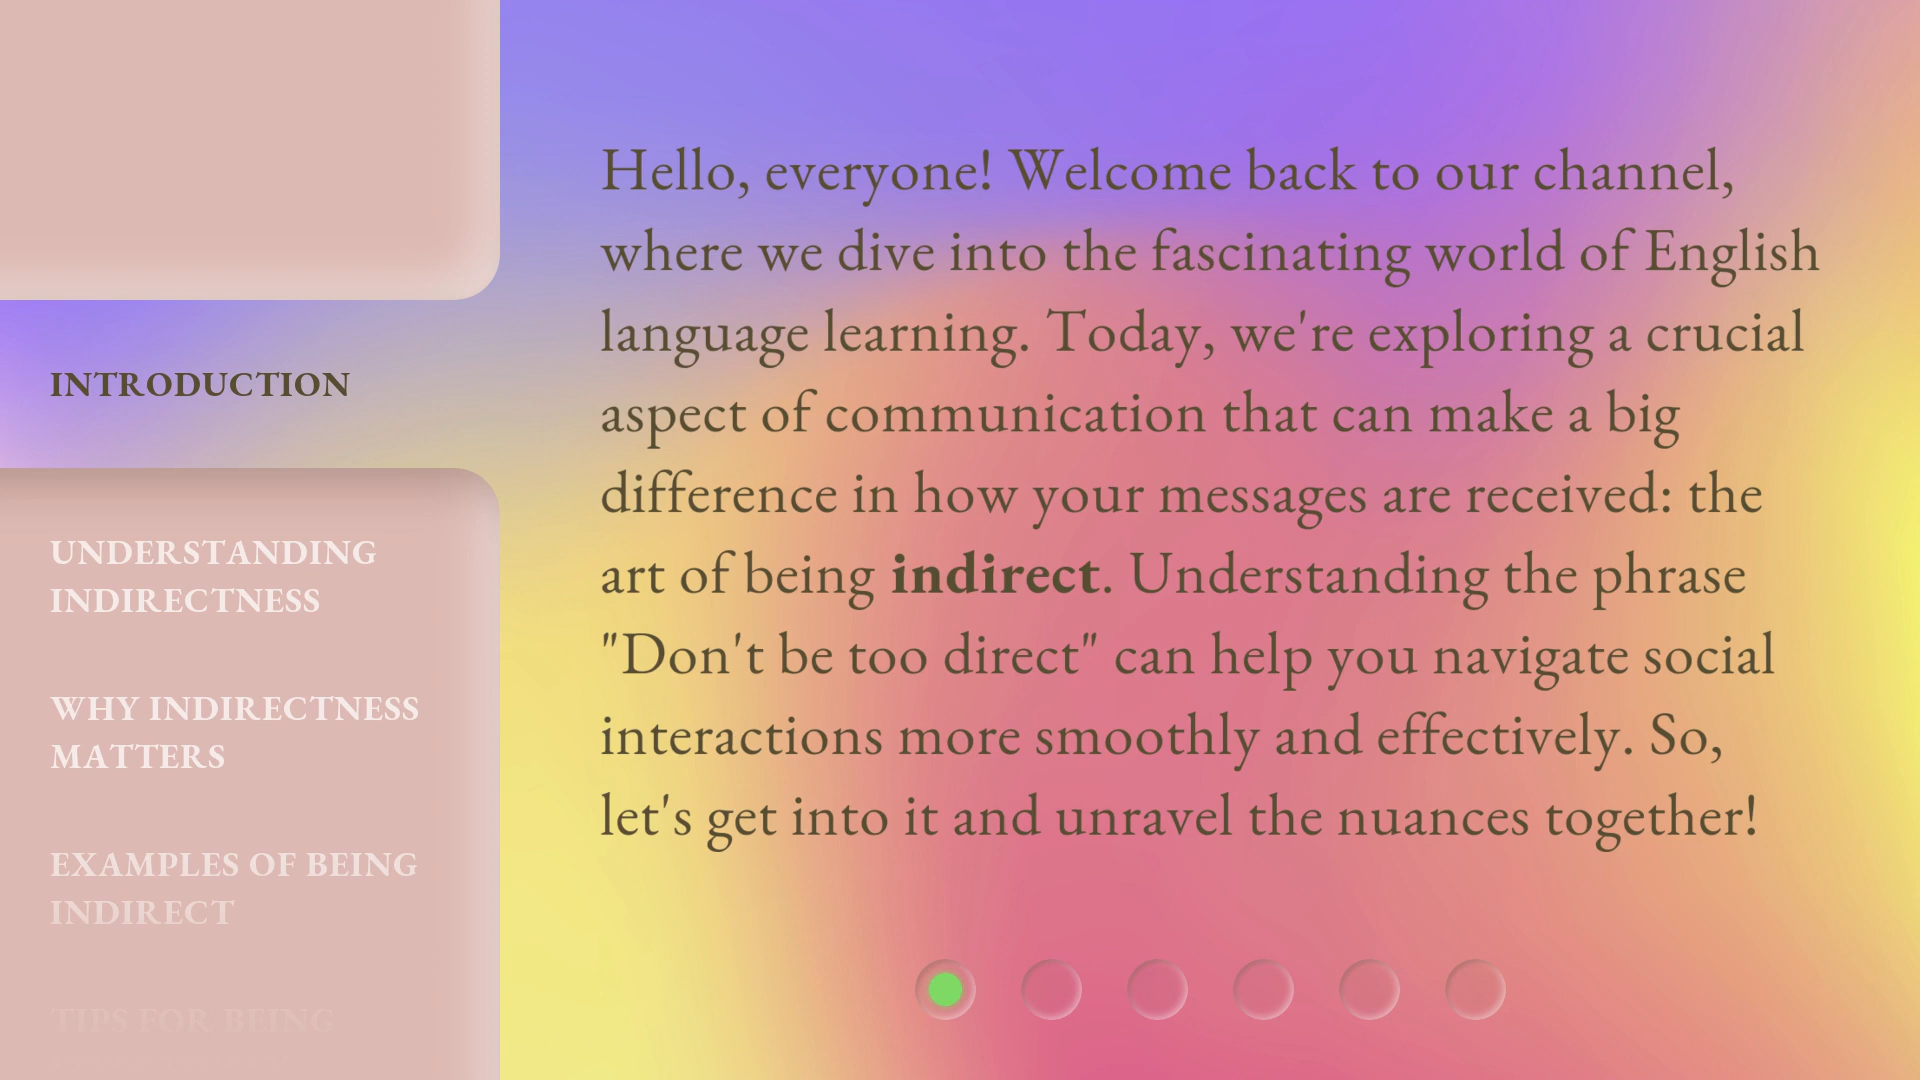 INTRODUCTION
UNDERSTANDING
INDIRECTNESS
WHY INDIRECTNESS
MATTERS
EXAMPLES OF BEING
INDIRECT
TIPS FOR BEING
Hello, everyone! Welcome back to our channel,
where we dive into the fascinating world of English
language learning. Today, we're exploring a crucial
aspect of communication that can make a big
difference in how your messages are received: the
art of being indirect. Understanding the phrase
"Don't be too direct" can help you navigate social
interactions more smoothly and effectively. So,
let's get into it and unravel the nuances together!